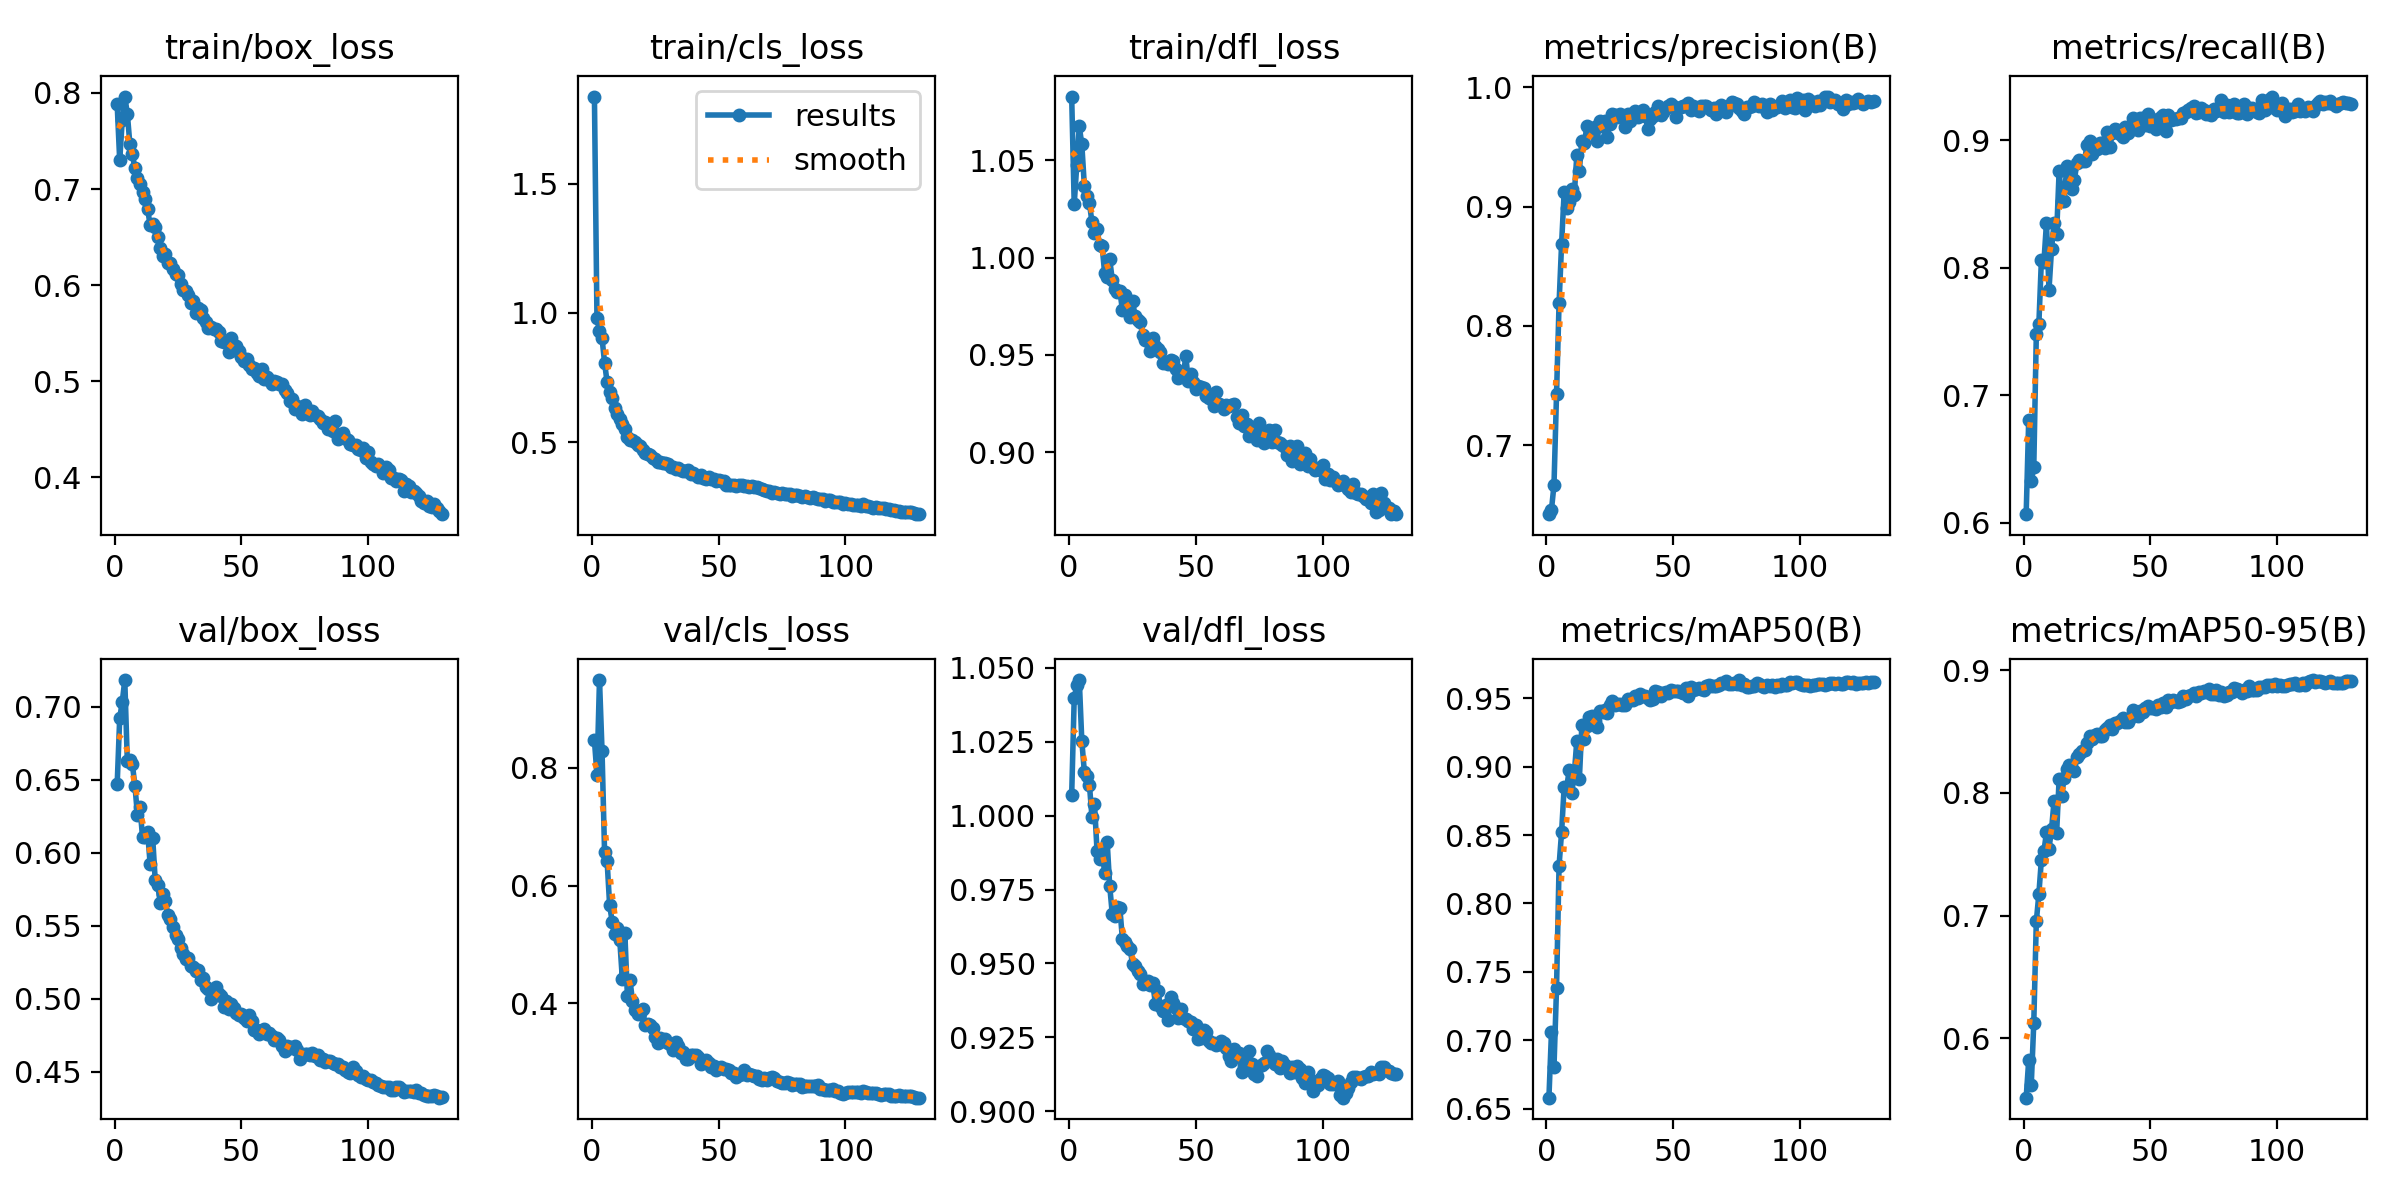 train/box_loss
0.8
0.7
0.6
0.5
0.4
0 50 100
train/cls_loss
results
smooth
1.5
1.0
0.5
0 50 100
train/dfl_loss
1.05
1.00
0.95
0.90
0 50 100
metrics/precision(B)
1.0
0.9
0.8
0.7
0 50 100
metrics/recall(B)
0.9
0.8
0.7
0.6
0 50 100
val/box_loss
0.70
0.65
0.60
0.55
0.50
0.45
0 50 100
val/cls_loss
0.8
0.6
0.4
0 50 100
val/dfl_loss
1.050
1.025
1.000
0.975
0.950
0.925
0.900
0 50 100
metrics/mAP50(B)
0.95
0.90
0.85
0.80
0.75
0.70
0.65
0 50 100
metrics/mAP50-95(B)
0.9
0.8
0.7
0.6
0 50 100